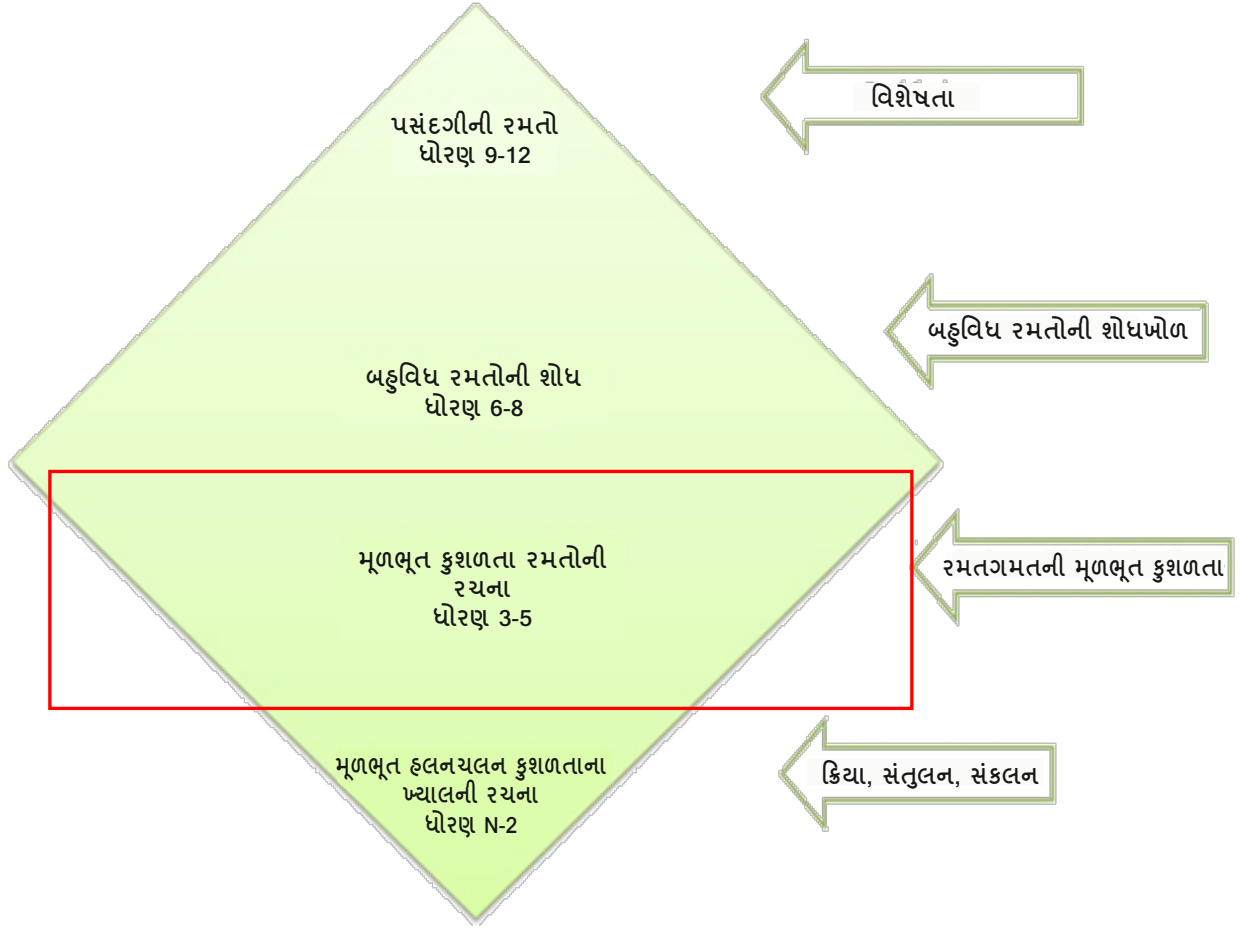 વિશેષતા
પસંદગીની રમતો
ધોરણ 9-12
બહુવિધ રમતોની શોધખોળ
બહુવિધ રમતોની શોધ
ધોરણ 6-8
મૂળભૂત કુશળતા રમતોની
રચના
ધોરણ 3-5
રમતગમતની મૂળભૂત કુશળતા
મૂળભૂત હલનચલન કુશળતાના
ખ્યાલની રચના
ધોરણ N-2
ક્રિયા, સંતુલન, સંકલન